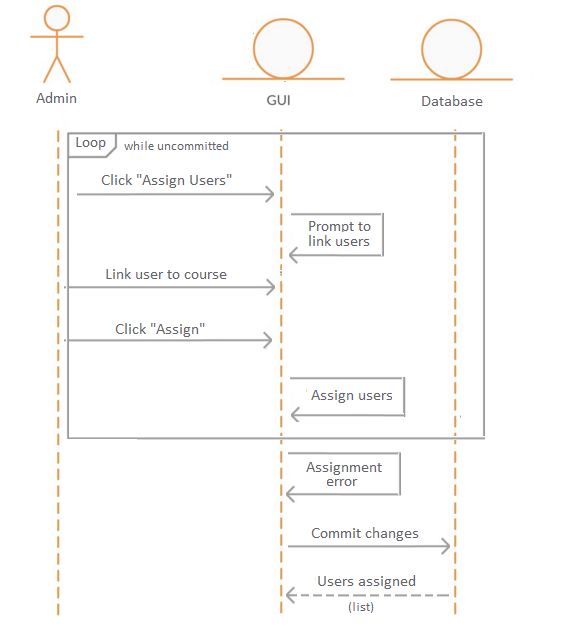 Admin
GUI
Database
Loop
while uncommitted
Click "Assign Users"
Prompt to
link users
Link user to course
Click "Assign"
Assign users
Assignment
error
Commit changes
Users assigned
(list)